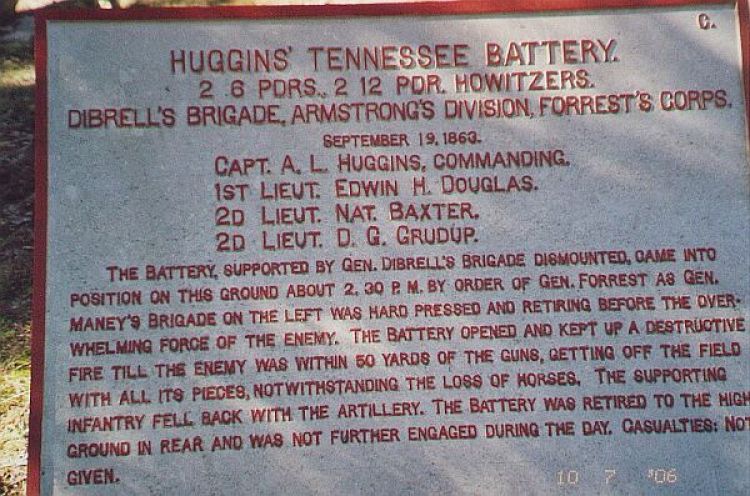 C.
HUGGINS' TENNESSEE BATTERY.
2 6 PDRS., 2 12 PDR. HOWITZERS.
DIBRELL'S BRIGADE, ARMSTRONG'S DIVISION, FORREST'S CORPS.
SEPTEMBER 19, 1863.
CAPT. A. L. HUGGINS, COMMANDING.
1ST LIEUT. EDWIN H. DOUGLAS.
2D LIEUT. NAT. BAXTER.
2D LIEUT. D. G. GRUDUP.
THE BATTERY, SUPPORTED BY GEN. DIBRELL'S BRIGADE DISMOUNTED, CAME INTO
POSITION ON THIS GROUND ABOUT 2, 30 P. M. BY ORDER OF GEN. FORREST AS GEN.
MANEY'S BRIGADE ON THE LEFT WAS HARD PRESSED AND RETIRING BEFORE THE OVER-
WHELMING FORCE OF THE ENEMY. THE BATTERY OPENED AND KEPT UP A DESTRUCTIVE
FIRE TILL THE ENEMY WAS WITHIN 50 YARDS OF THE GUNS, GETTING OFF THE FIELD
WITH ALL ITS PIECES, NOTWITHSTANDING THE LOSS OF HORSES. THE SUPPORTING
INFANTRY FELL BACK WITH THE ARTILLERY. THE BATTERY WAS RETIRED TO THE HIGH
GROUND IN REAR AND WAS NOT FURTHER ENGAGED DURING THE DAY. CASUALTIES: NOT
GIVEN.
10 7 '06